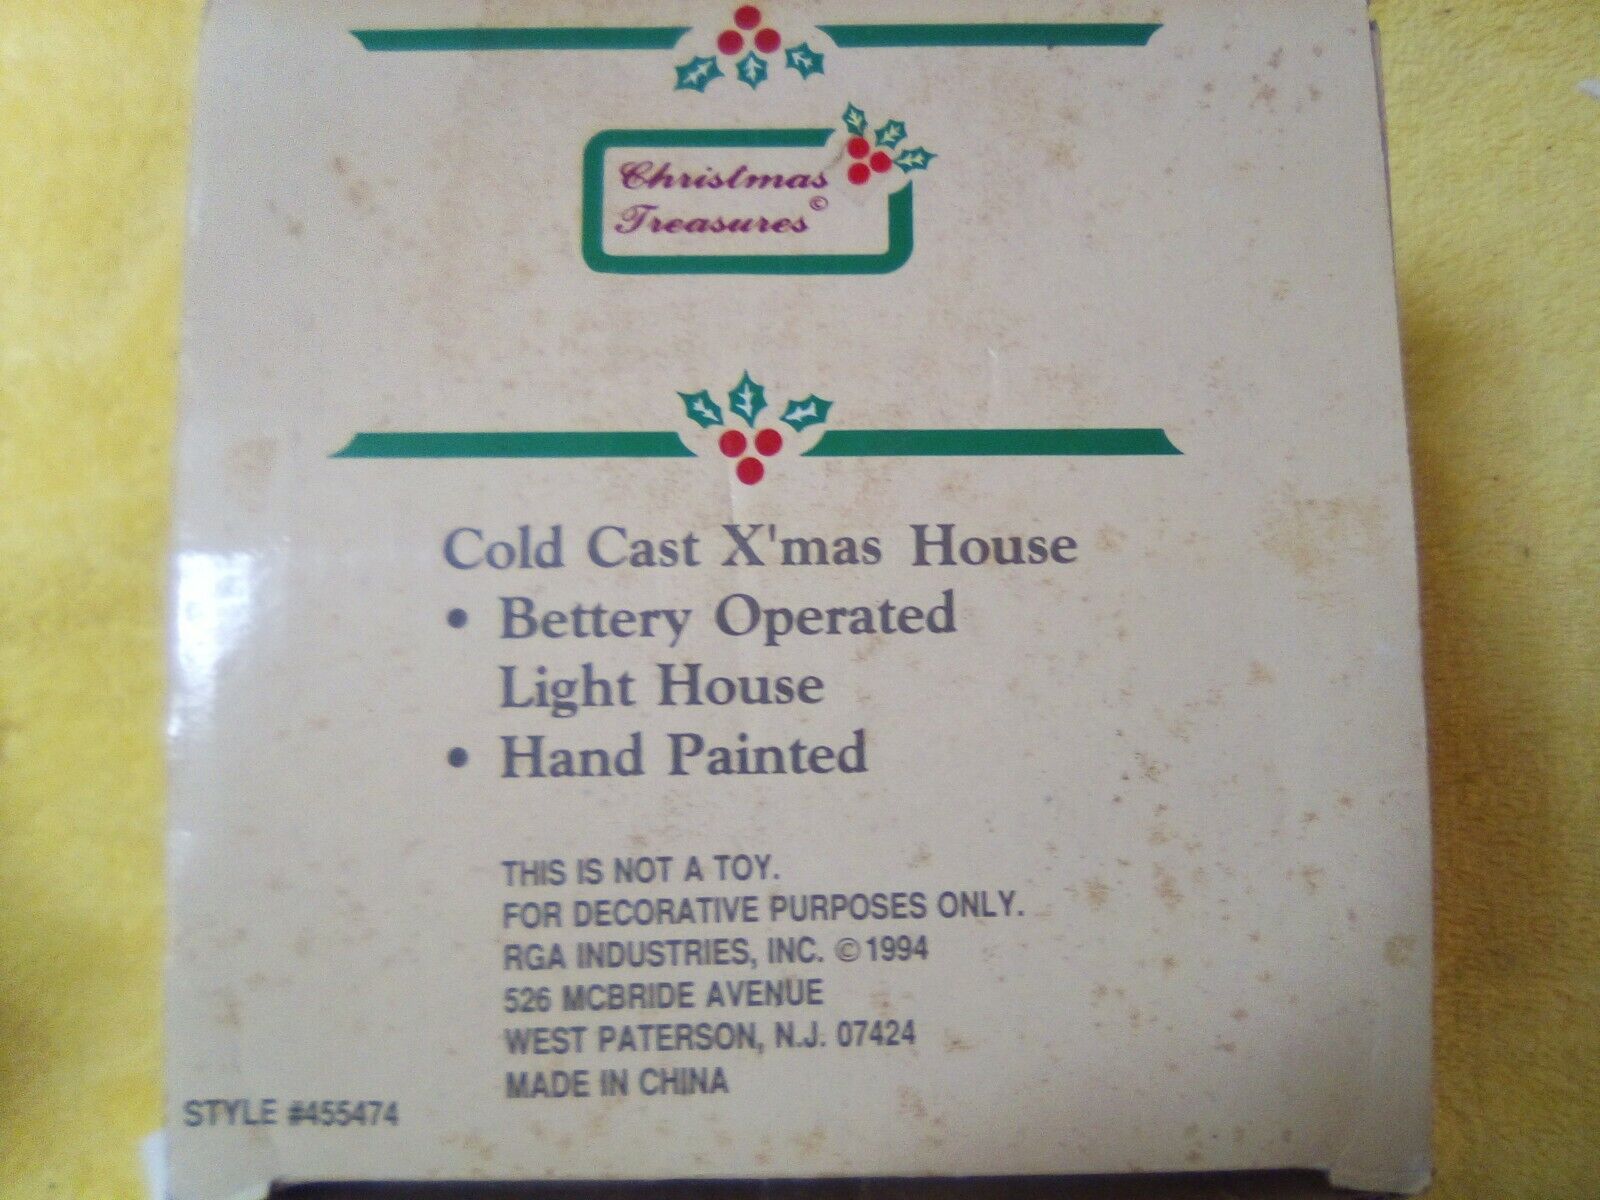 Christmas
Treasures©
Cold Cast X'mas House
• Bettery Operated
Light House
• Hand Painted
THIS IS NOT A TOY.
FOR DECORATIVE PURPOSES ONLY.
RGA INDUSTRIES, INC. ©1994
526 MCBRIDE AVENUE
WEST PATERSON, N.J. 07424
MADE IN CHINA
STYLE #455474